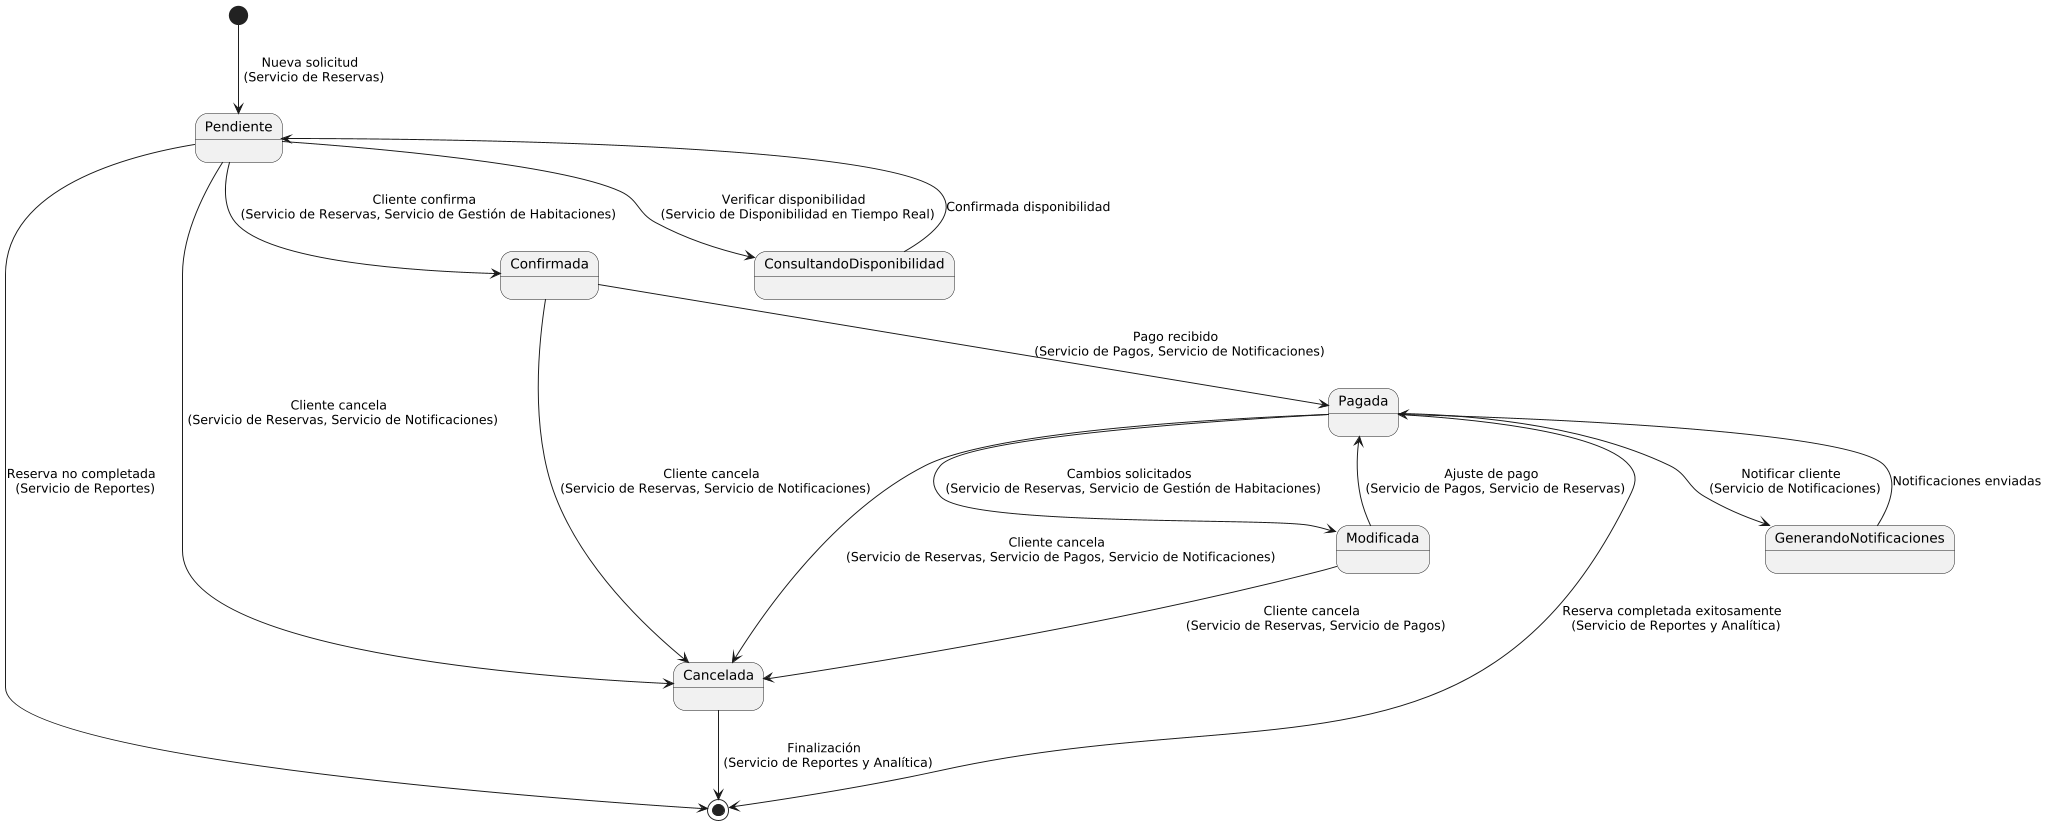 Nueva solicitud
(Servicio de Reservas)
Pendiente
Cliente confirma
(Servicio de Reservas, Servicio de Gestión de Habitaciones)
Verificar disponibilidad
(Servicio de Disponibilidad en Tiempo Real)
Confirmada disponibilidad
Confirmada
ConsultandoDisponibilidad
Pago recibido
(Servicio de Pagos, Servicio de Notificaciones)
Pagada
Cliente cancela
(Servicio de Reservas, Servicio de Notificaciones)
Reserva no completada
(Servicio de Reportes)
Cliente cancela
(Servicio de Reservas, Servicio de Notificaciones)
Cambios solicitados
(Servicio de Reservas, Servicio de Gestión de Habitaciones)
Ajuste de pago
(Servicio de Pagos, Servicio de Reservas)
Notificar cliente
(Servicio de Notificaciones)
Notificaciones enviadas
Modificada
GenerandoNotificaciones
Cliente cancela
(Servicio de Reservas, Servicio de Pagos, Servicio de Notificaciones)
Cliente cancela
(Servicio de Reservas, Servicio de Pagos)
Reserva completada exitosamente
(Servicio de Reportes y Analítica)
Cancelada
Finalización
(Servicio de Reportes y Analítica)